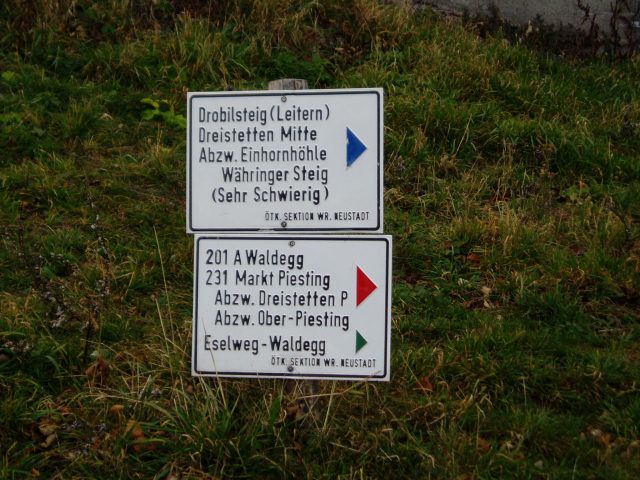 Drobilsteig (Leitern)
Dreistetten Mitte
Abzw. Einhornhöhle
Währinger Steig
(Sehr Schwierig)
ÖTK. SEKTION WR. NEUSTADT
201 A Waldegg
231 Markt Piesting
Abzw. Dreistetten P
Abzw. Ober-Piesting
Eselweg-Waldegg
ÖTK. SEKTION WR. NEUSTADT